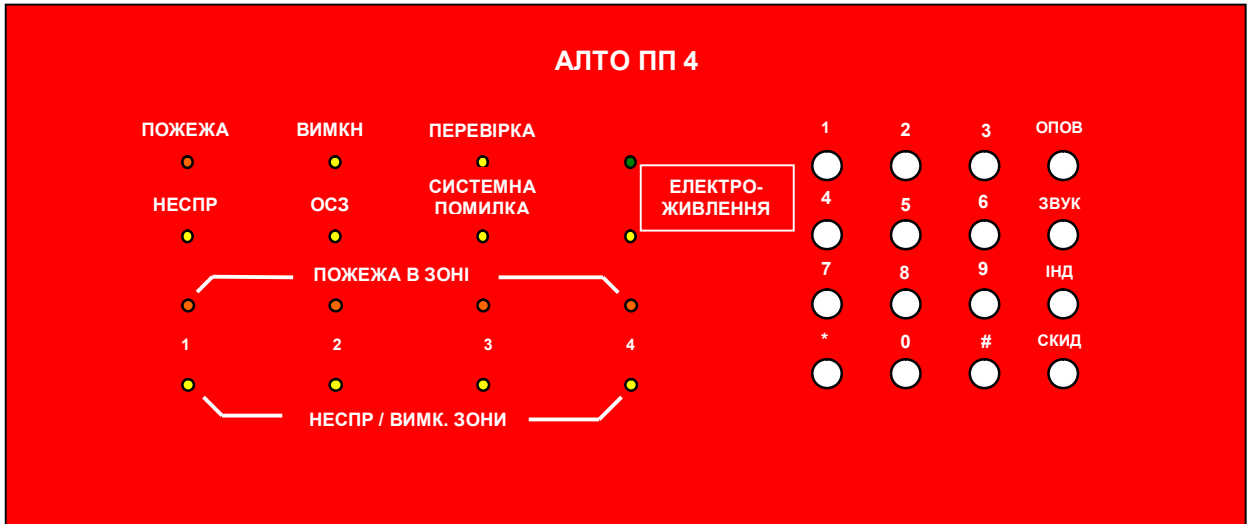 АЛТО ПП 4
ПОЖЕЖА ВИМКН ПЕРЕВІРКА
НЕСПР ОСЗ СИСТЕМНА
ПОМИЛКА
ЕЛЕКТРО-
ЖИВЛЕННЯ
ПОЖЕЖА В ЗОНІ
1 2 3 4
НЕСПР / ВИМК. ЗОНИ
1 2 3 ОПОВ
4 5 6 ЗВУК
7 8 9 ІНД
* 0 # СКИД